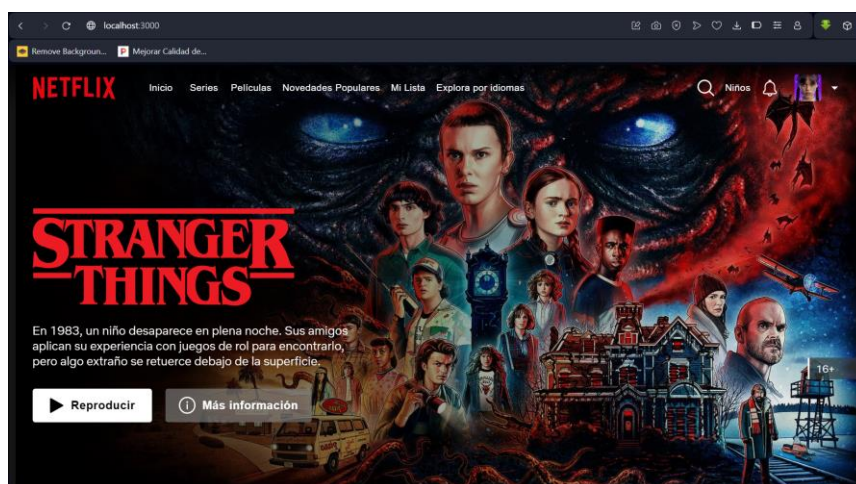 localhost:3000
Remove Backgroun... Mejorar Calidad de...
NETFLIX Inicio Series Películas Novedades Populares Mi Lista Explora por idiomas Niños
STRANGER
THINGS
En 1983, un niño desaparece en plena noche. Sus amigos
aplican su experiencia con juegos de rol para encontrarlo,
pero algo extraño se retuerce debajo de la superficie.
16+
Reproducir Más información